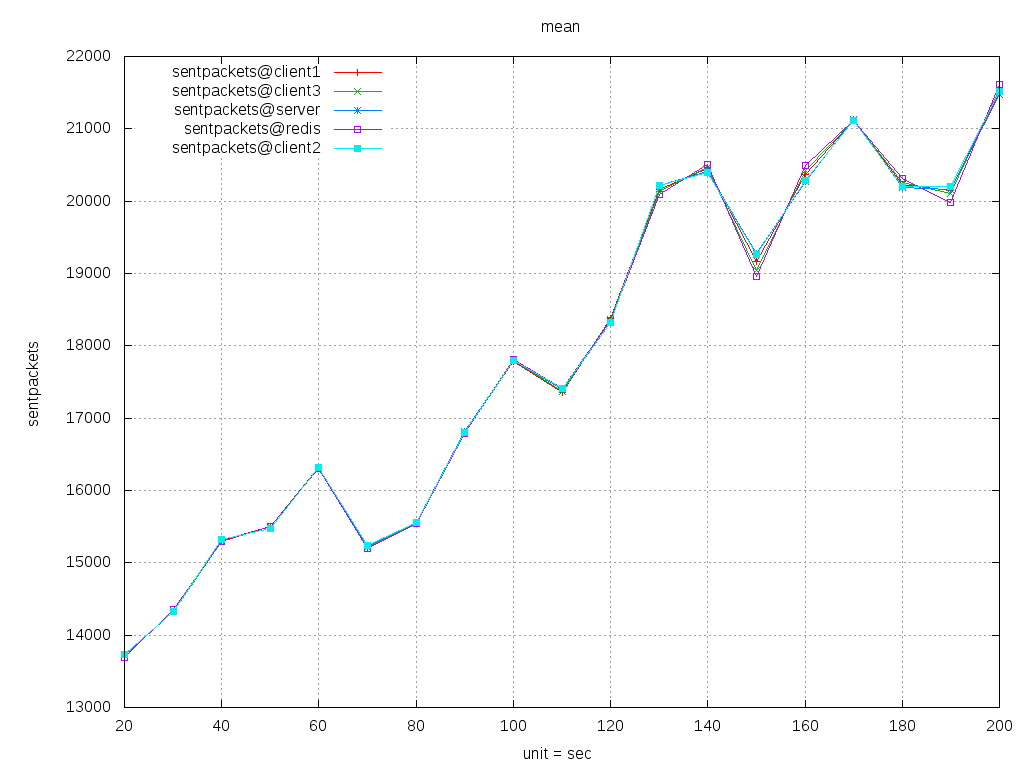 mean
22000
21000
20000
19000
18000
17000
16000
15000
14000
13000
sentpackets
sentpackets@client1
sentpackets@client3
sentpackets@server
sentpackets@redis
sentpackets@client2
20 40 60 80 100 120 140 160 180 200
unit = sec